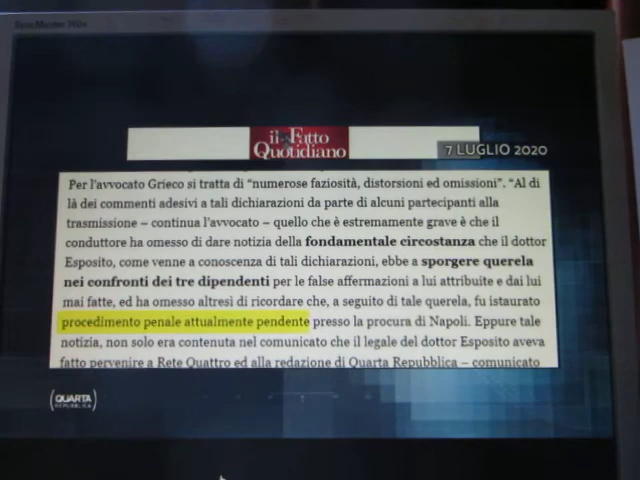 SyncMaster 740n
il Fatto
Quotidiano
7 LUGLIO 2020
Per l'avvocato Grieco si tratta di “numerose faziosità, distorsioni ed omissioni”. “Al di
là dei commenti adesivi a tali dichiarazioni da parte di alcuni partecipanti alla
trasmissione – continua l'avvocato – quello che è estremamente grave è che il
conduttore ha omesso di dare notizia della fondamentale circostanza che il dottor
Esposito, come venne a conoscenza di tali dichiarazioni, ebbe a sporgere querela
nei confronti dei tre dipendenti per le false affermazioni a lui attribuite e dai lui
mai fatte, ed ha omesso altresì di ricordare che, a seguito di tale querela, fu istaurato
procedimento penale attualmente pendente presso la procura di Napoli. Eppure tale
notizia, non solo era contenuta nel comunicato che il legale del dottor Esposito aveva
fatto pervenire a Rete Quattro ed alla redazione di Quarta Repubblica – comunicato
QUARTA
REPUBBLICA